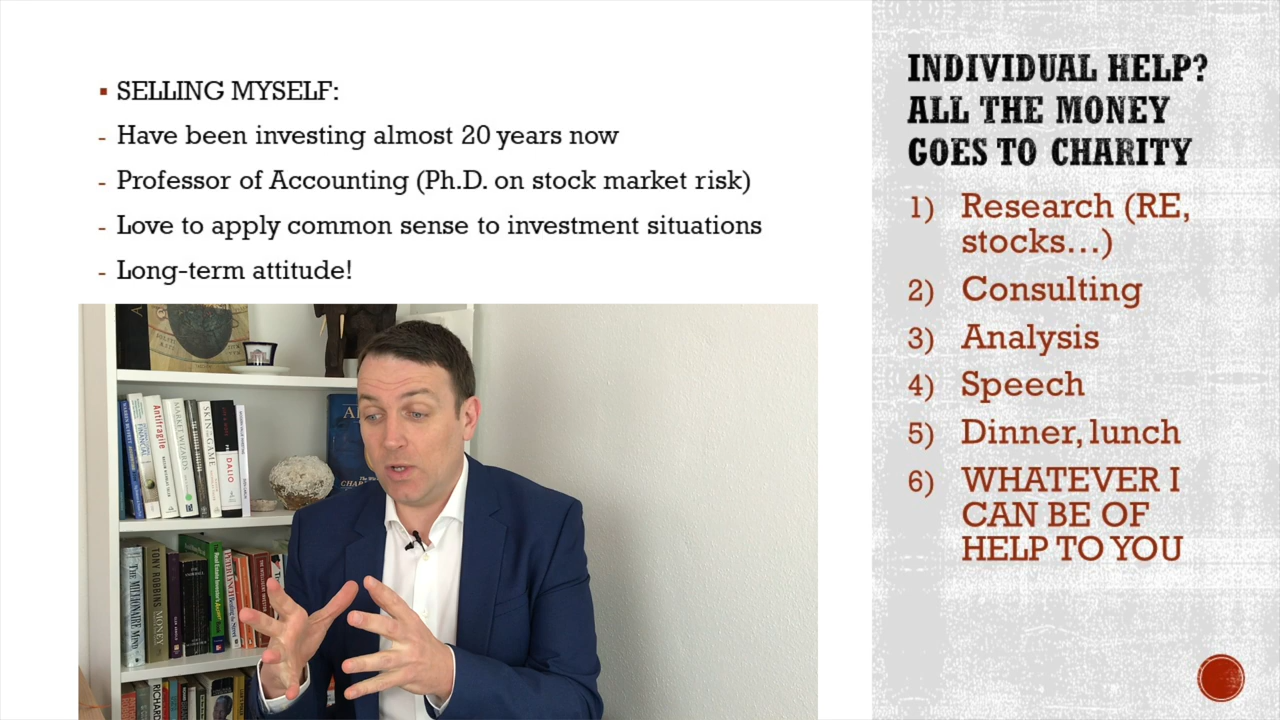 ▪ SELLING MYSELF:
- Have been investing almost 20 years now
- Professor of Accounting (Ph.D. on stock market risk)
- Love to apply common sense to investment situations
- Long-term attitude!
INDIVIDUAL HELP?
ALL THE MONEY
GOES TO CHARITY
1) Research (RE,
stocks...)
2) Consulting
3) Analysis
4) Speech
5) Dinner, lunch
6) WHATEVER I
CAN BE OF
HELP TO YOU
Antifragile
MARKET WIZARDS
SKIN IN THE GAME
DALIO
THE MILLIONAIRE MIND
TONY ROBBINS MONEY
RICHARD